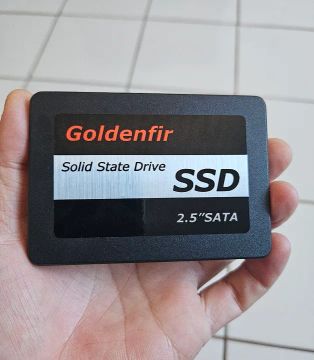 Goldenfir
Solid State Drive
SSD
2.5"SATA